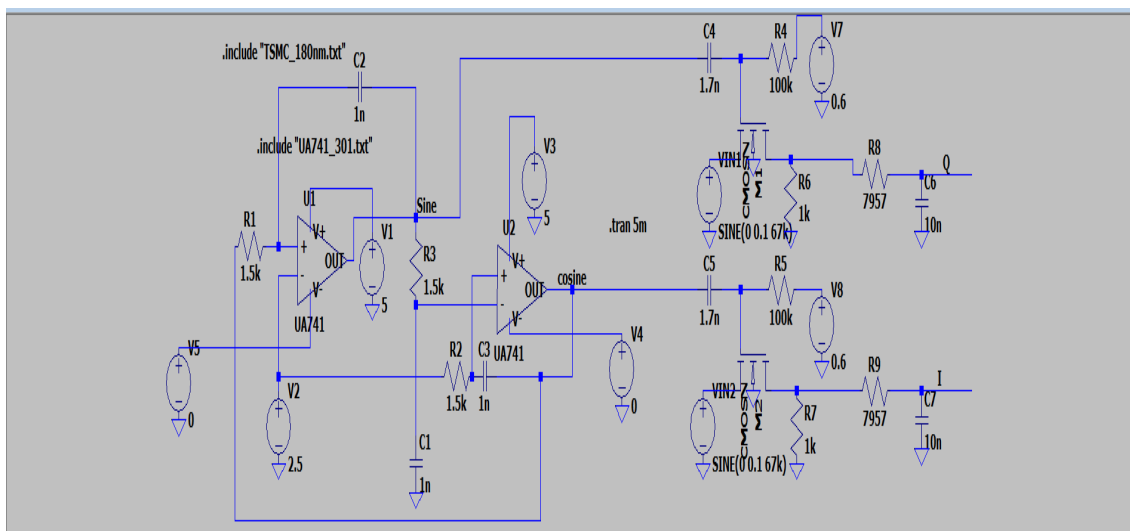 .include "TSMC_180nm.txt"
C2
1n
.include "UA741_301.txt"
C4
1.7n
R4
100k
V7
0.6
V3
5
U1
V+
+
-
OUT
V-
UA741
R1
1.5k
V1
5
Sine
R3
1.5k
U2
V+
+
-
OUT
V-
UA741
cosine
.tran 5m
VIN1
CMOSN
M1
SINE(0 0.1 67k)
R6
1k
R8
7957
Q
C6
10n
C5
1.7n
R5
100k
V8
0.6
V5
0
V2
2.5
R2
1.5k
C3
1n
V4
0
C1
1n
VIN2
CMOSN
M2
SINE(0 0.1 67k)
R7
1k
R9
7957
I
C7
10n